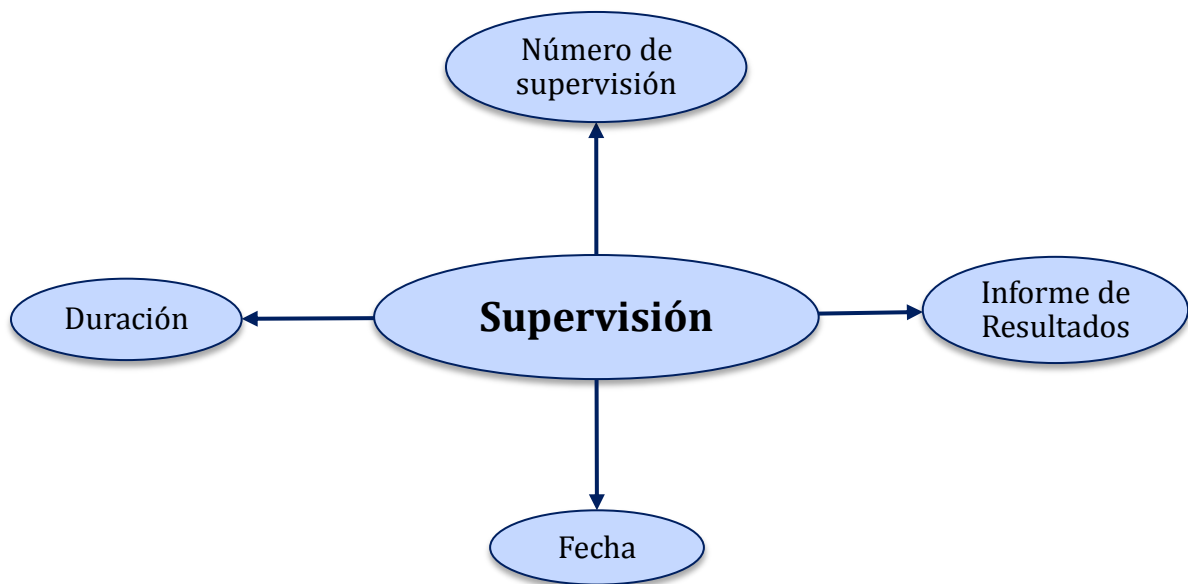 Número de
supervisión
Duración
Supervisión
Informe de
Resultados
Fecha